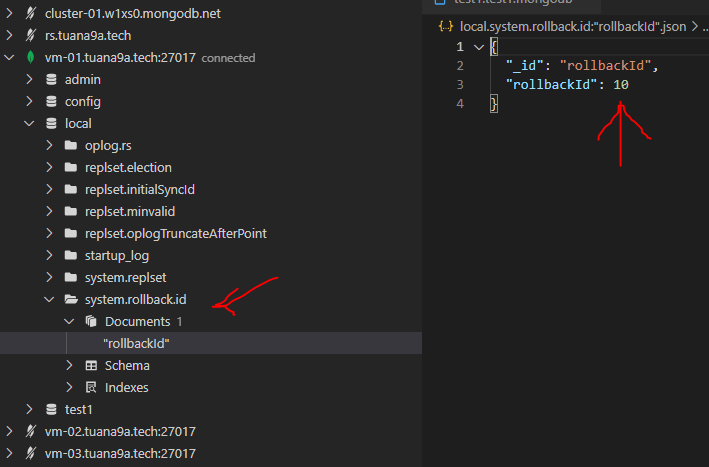 cluster-01.w1xs0.mongodb.net
rs.tuana9a.tech
vm-01.tuana9a.tech:27017 connected
admin
config
local
oplog.rs
replset.election
replset.initialSyncId
replset.minvalid
replset.oplogTruncateAfterPoint
startup_log
system.replset
system.rollback.id
Documents 1
"rollbackId"
Schema
Indexes
test1
vm-02.tuana9a.tech:27017
vm-03.tuana9a.tech:27017
test1.test1.mongodb
local.system.rollback.id:"rollbackId".json > ..
1 {
2 "_id": "rollbackId",
3 "rollbackId": 10
4 }